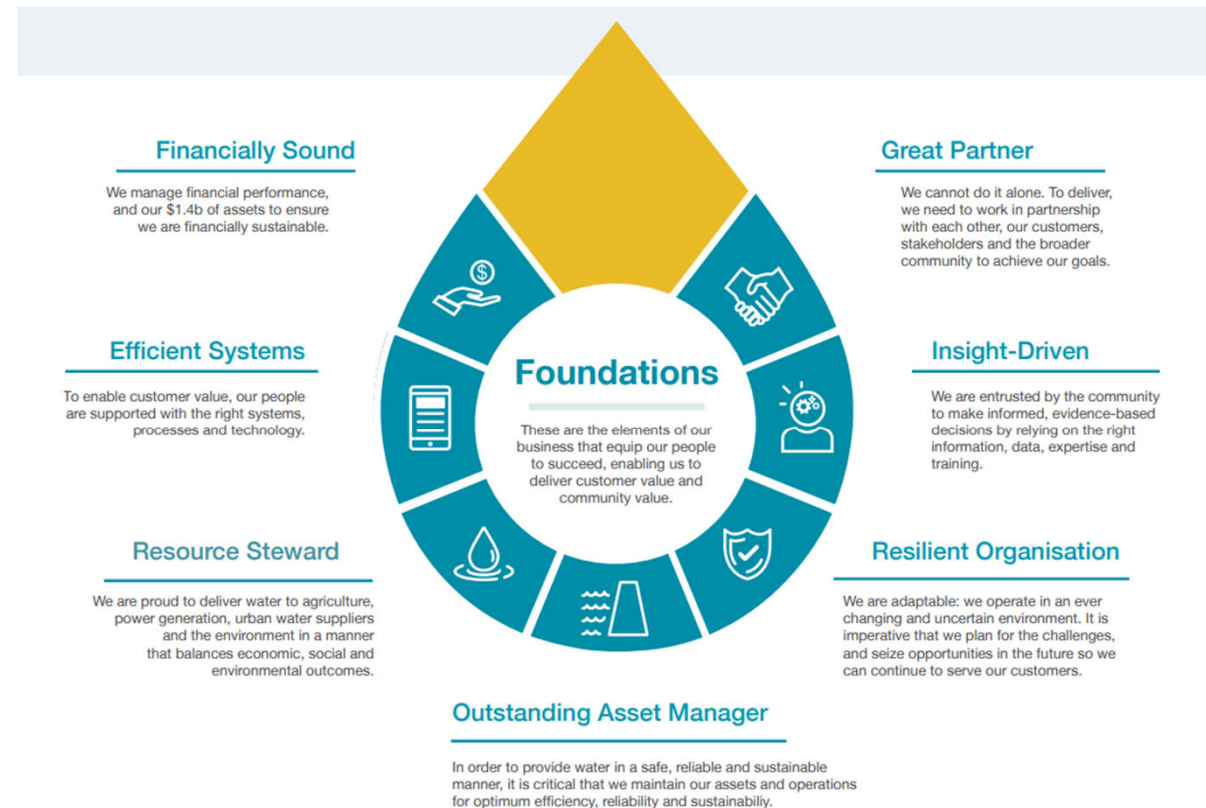 Financially Sound
We manage financial performance,
and our $1.4b of assets to ensure
we are financially sustainable.
Great Partner
We cannot do it alone. To deliver,
we need to work in partnership
with each other, our customers,
stakeholders and the broader
community to achieve our goals.
$
Efficient Systems
To enable customer value, our people
are supported with the right systems,
processes and technology.
Foundations
These are the elements of our
business that equip our people
to succeed, enabling us to
deliver customer value and
community value.
Insight-Driven
We are entrusted by the community
to make informed, evidence-based
decisions by relying on the right
information, data, expertise and
training.
Resource Steward
We are proud to deliver water to agriculture,
power generation, urban water suppliers
and the environment in a manner
that balances economic, social and
environmental outcomes.
Resilient Organisation
We are adaptable: we operate in an ever
changing and uncertain environment. It is
imperative that we plan for the challenges,
and seize opportunities in the future so we
can continue to serve our customers.
Outstanding Asset Manager
In order to provide water in a safe, reliable and sustainable
manner, it is critical that we maintain our assets and operations
for optimum efficiency, reliability and sustainabiliy.